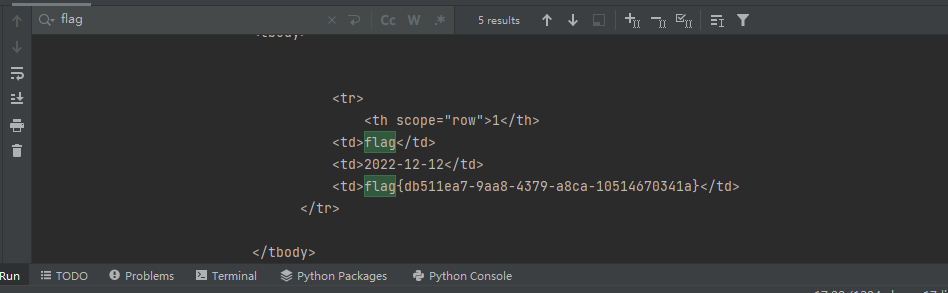 flag
Cc W .* 5 results
<tbody>
<tr>
<th scope="row">1</th>
<td>flag</td>
<td>2022-12-12</td>
<td>flag{db511ea7-9aa8-4379-a8ca-10514670341a}</td>
</tr>
</tbody>
Run TODO Problems Terminal Python Packages Python Console